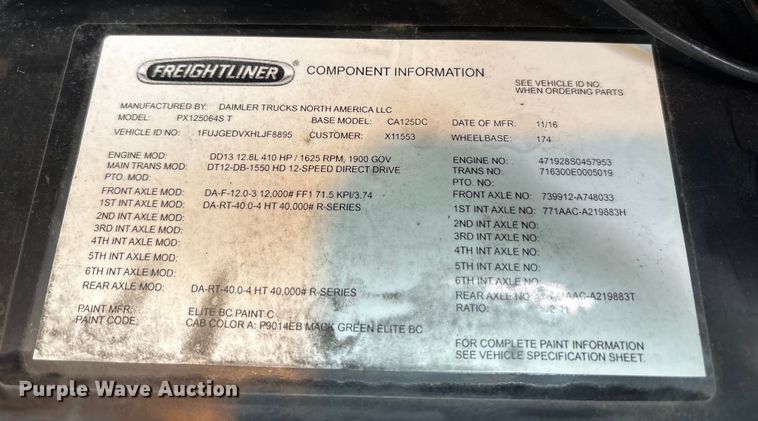 FREIGHTLINER ® COMPONENT INFORMATION
SEE VEHICLE ID NO.
WHEN ORDERING PARTS
MANUFACTURED BY: DAIMLER TRUCKS NORTH AMERICA LLC
MODEL: PX125064S T BASE MODEL: CA125DC DATE OF MFR: 11/16
VEHICLE ID NO: 1FUJGEDVXHLJF8895 CUSTOMER: X11553 WHEELBASE: 174
ENGINE MOD: DD13 12.8L 410 HP / 1625 RPM, 1900 GOV ENGINE NO: 471928S0457953
MAIN TRANS MOD: DT12-DB-1550 HD 12-SPEED DIRECT DRIVE TRANS NO: 716300E0005019
PTO. MOD: PTO. NO:
FRONT AXLE MOD: DA-F-12.0-3 12,000# FF1 71.5 KPI/3.74 FRONT AXLE NO: 739912-A748033
1ST INT AXLE MOD: DA-RT-40.0-4 HT 40,000# R-SERIES 1ST INT AXLE NO: 771AAC-A219883H
2ND INT AXLE MOD: 2ND INT AXLE NO:
3RD INT AXLE MOD: 3RD INT AXLE NO:
4TH INT AXLE MOD: 4TH INT AXLE NO:
5TH INT AXLE MOD: 5TH INT AXLE NO:
6TH INT AXLE MOD: 6TH INT AXLE NO:
REAR AXLE MOD: DA-RT-40.0-4 HT 40,000# R-SERIES REAR AXLE NO
PAINT MFR: ELITE BC PAINT C RATIO:
PAINT CODE: CAB COLOR A: P9014EB MACK GREEN ELITE BC
FOR COMPLETE PAINT INFORMATION
SEE VEHICLE SPECIFICATION SHEET.
Purple Wave Auction